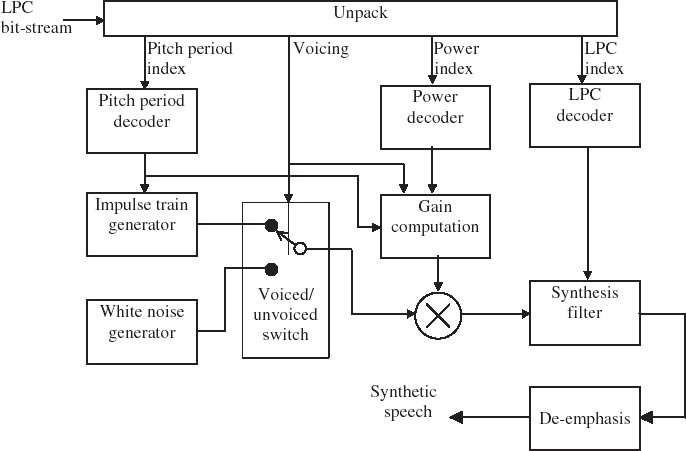 LPC
bit-stream
Unpack
Pitch period
index
Voicing
Power
index
LPC
index
Pitch period
decoder
Power
decoder
LPC
decoder
Impulse train
generator
Gain
computation
White noise
generator
Voiced/
unvoiced
switch
Synthesis
filter
Synthetic
speech
De-emphasis